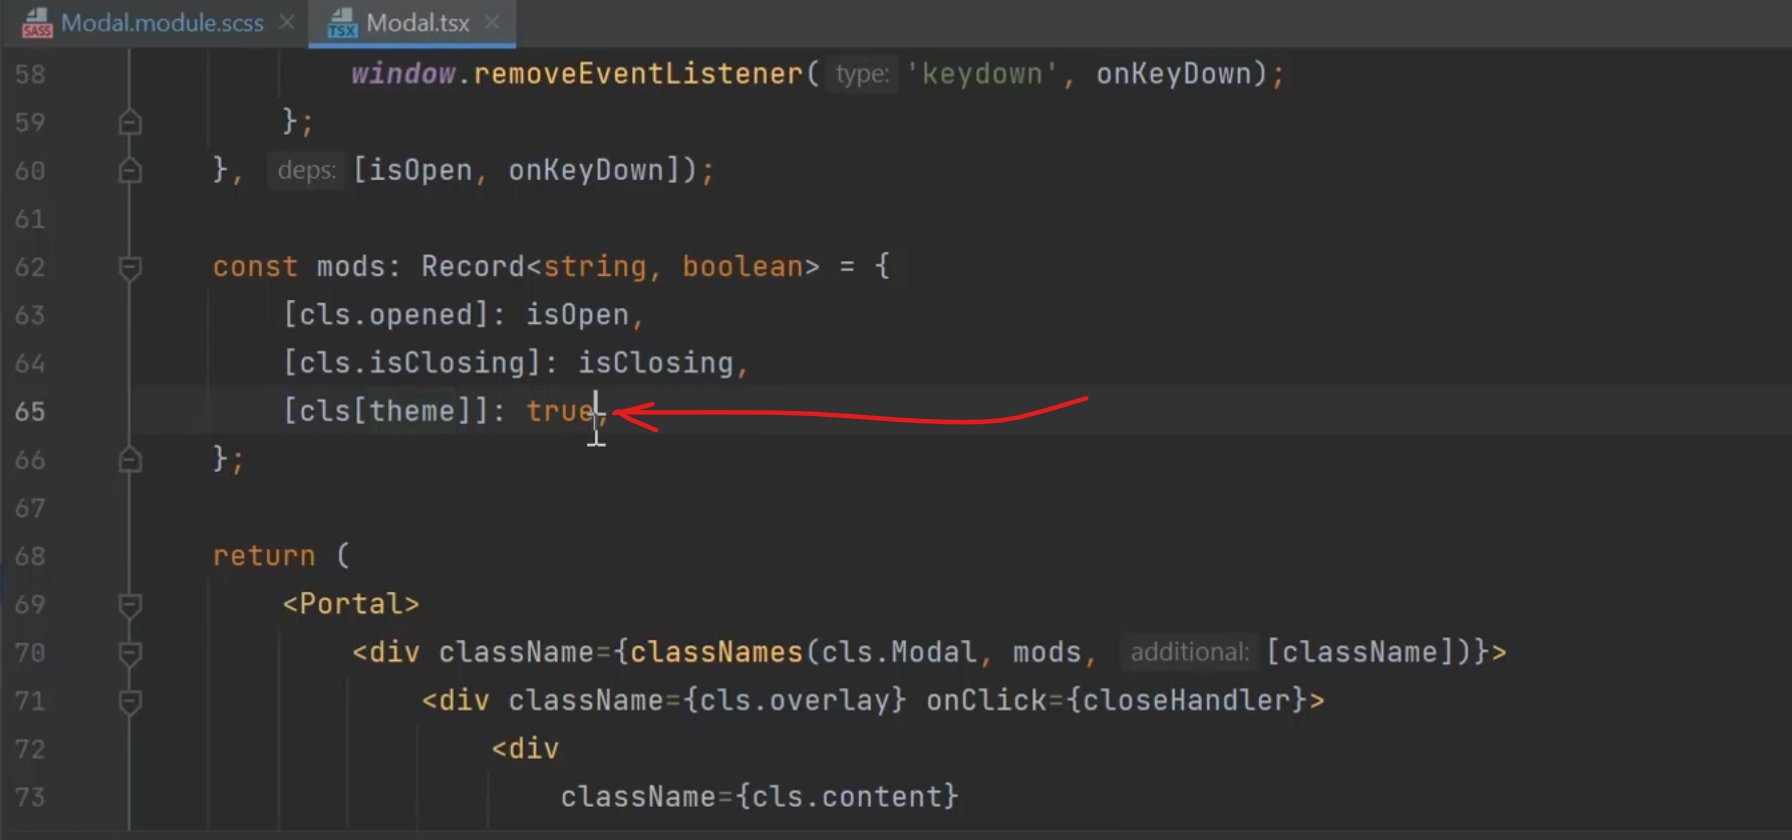 Modal.module.scss × Modal.tsx ×
58 window.removeEventListener( type: 'keydown', onKeyDown);
59 };
60 }, deps: [isOpen, onKeyDown]);
61
62 const mods: Record<string, boolean> = {
63 [cls.opened]: isOpen,
64 [cls.isClosing]: isClosing,
65 [cls[theme]]: true,
66 };
67
68 return (
69 <Portal>
70 <div className={classNames(cls.Modal, mods, additional: [className])}>
71 <div className={cls.overlay} onClick={closeHandler}>
72 <div
73 className={cls.content}